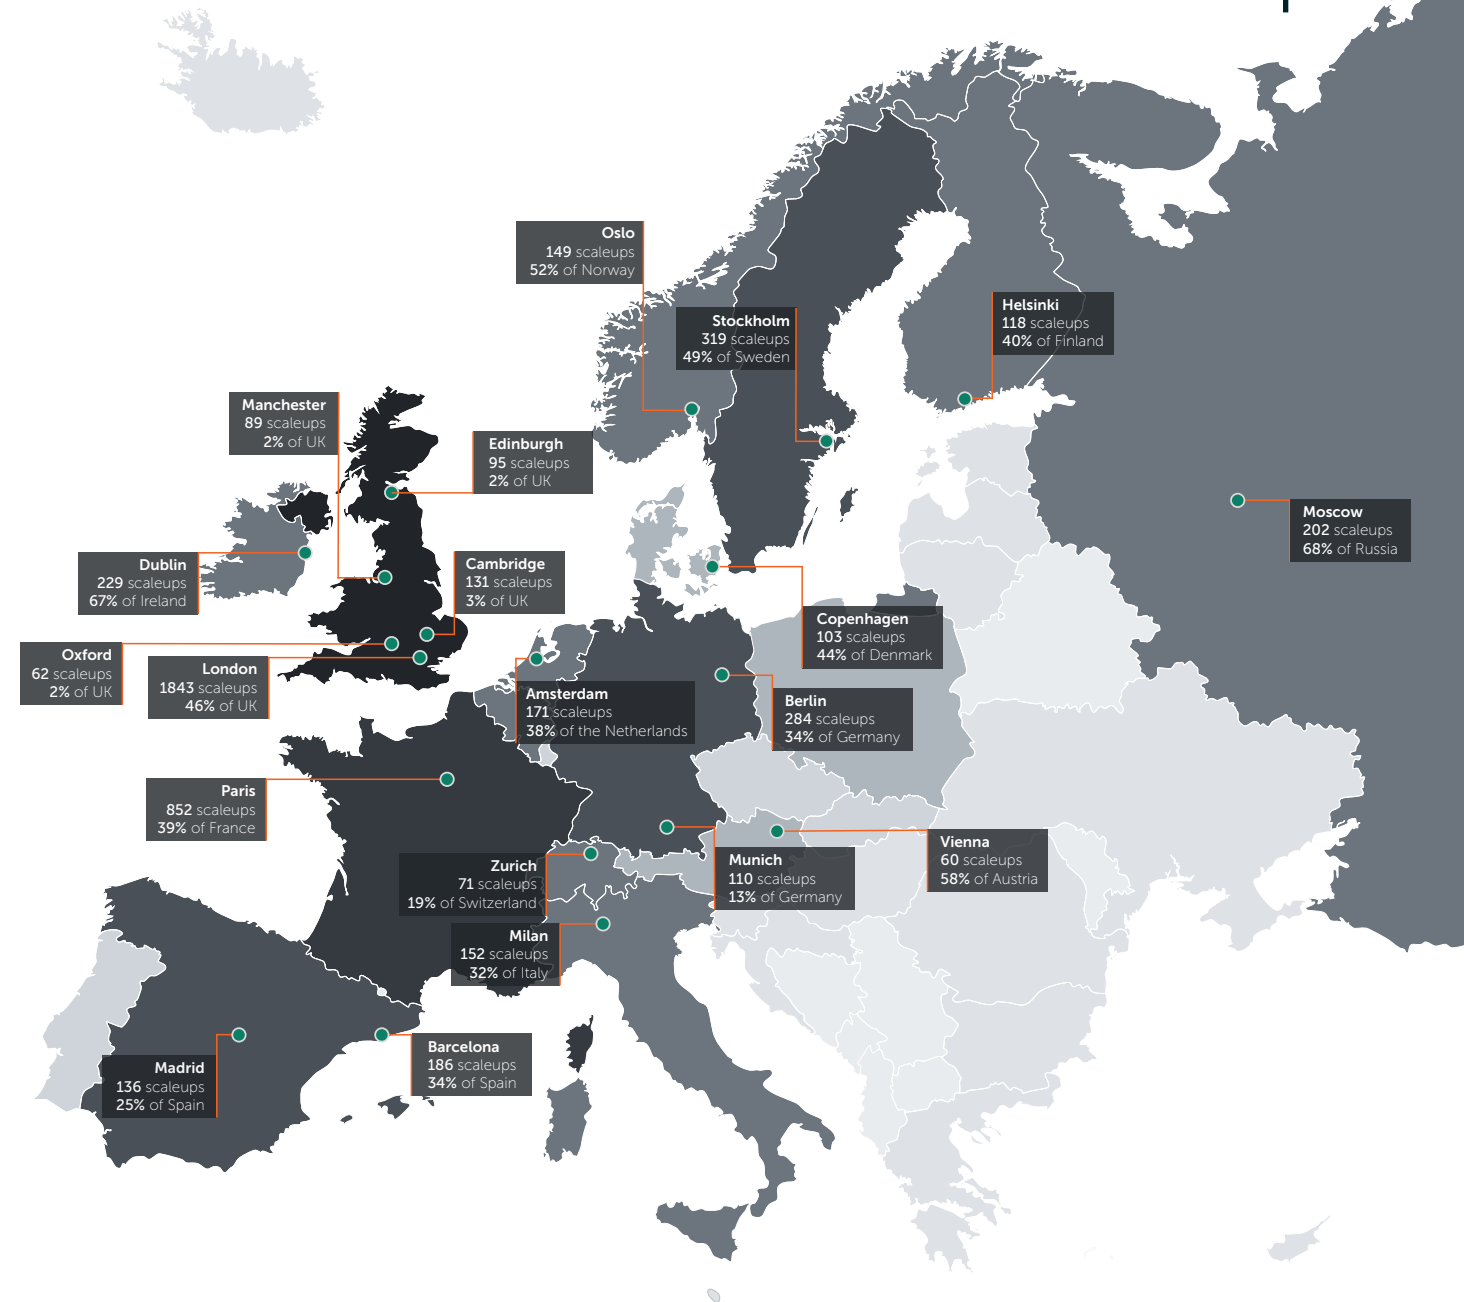 Oslo
149 scaleups
52% of Norway
Stockholm
319 scaleups
49% of Sweden
Helsinki
118 scaleups
40% of Finland
Manchester
89 scaleups
2% of UK
Edinburgh
95 scaleups
2% of UK
Moscow
202 scaleups
68% of Russia
Dublin
229 scaleups
67% of Ireland
Cambridge
131 scaleups
3% of UK
Copenhagen
103 scaleups
44% of Denmark
Oxford
62 scaleups
2% of UK
London
1843 scaleups
46% of UK
Amsterdam
171 scaleups
38% of the Netherlands
Berlin
284 scaleups
34% of Germany
Paris
852 scaleups
39% of France
Vienna
60 scaleups
58% of Austria
Zurich
71 scaleups
19% of Switzerland
Munich
110 scaleups
13% of Germany
Milan
152 scaleups
32% of Italy
Barcelona
186 scaleups
34% of Spain
Madrid
136 scaleups
25% of Spain